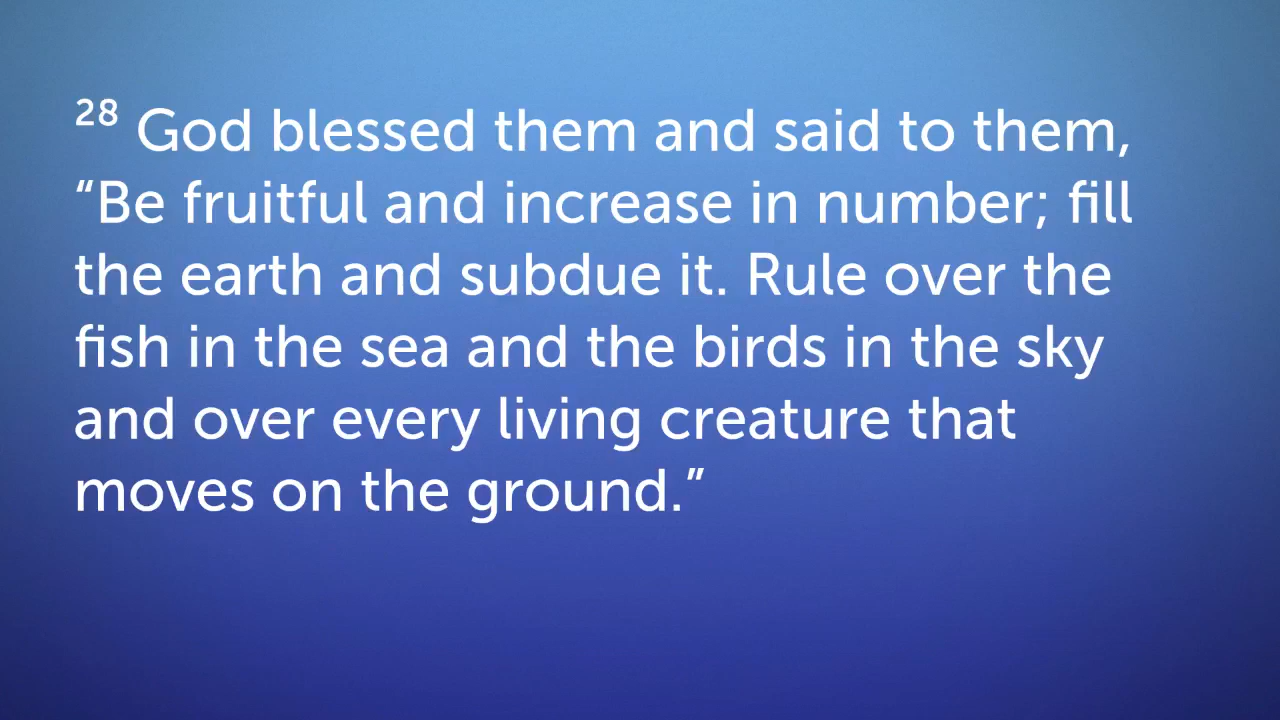 28 God blessed them and said to them,
“Be fruitful and increase in number; fill
the earth and subdue it. Rule over the
fish in the sea and the birds in the sky
and over every living creature that
moves on the ground.”